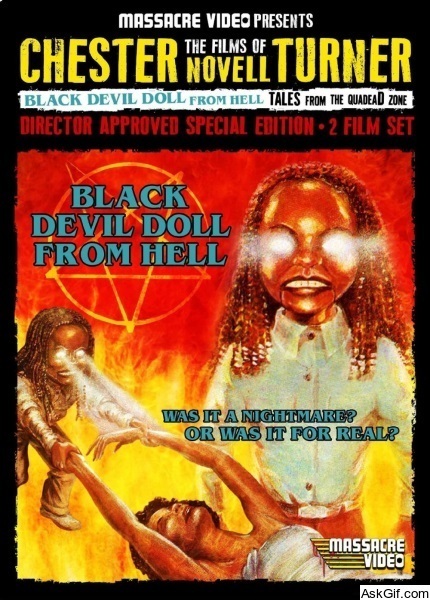 MASSACRE VIDEO PRESENTS
CHESTER THE FILMS OF NOVELL TURNER
BLACK DEVIL DOLL FROM HELL TALES FROM THE QUADEAD ZONE
DIRECTOR APPROVED SPECIAL EDITION • 2 FILM SET
BLACK
DEVIL DOLL
FROM HELL
WAS IT A NIGHTMARE?
OR WAS IT FOR REAL?
MASSACRE
VIDEO
AskGif.com